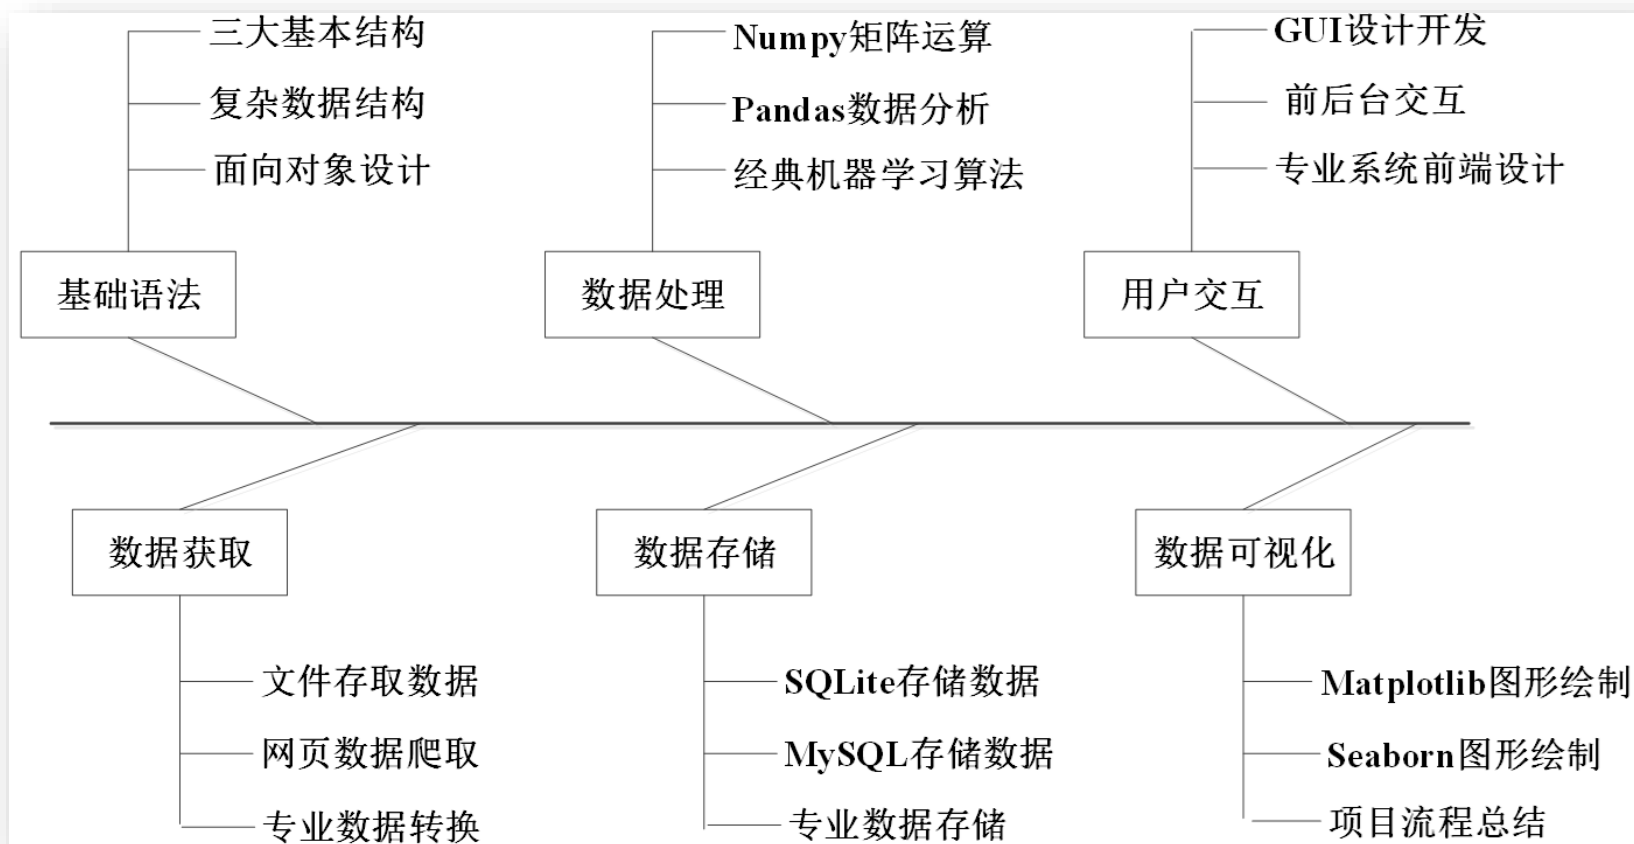 三大基本结构
复杂数据结构
面向对象设计
基础语法
Numpy矩阵运算
Pandas数据分析
经典机器学习算法
数据处理
GUI设计开发
前后台交互
专业系统前端设计
用户交互
数据获取
文件存取数据
网页数据爬取
专业数据转换
数据存储
SQLite存储数据
MySQL存储数据
专业数据存储
数据可视化
Matplotlib图形绘制
Seaborn图形绘制
项目流程总结